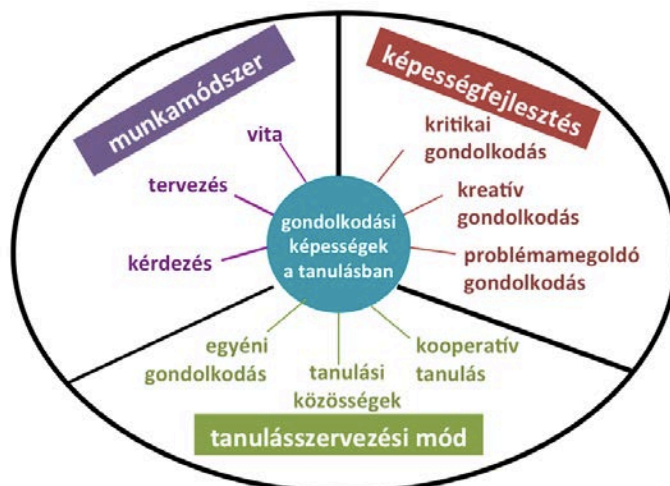 munkamódszer
vita
tervezés
kérdezés
képességfejlesztés
kritikai
gondolkodás
kreatív
gondolkodás
problémamegoldó
gondolkodás
gondolkodási
képességek
a tanulásban
egyéni
gondolkodás
tanulási
közösségek
kooperatív
tanulás
tanulásszervezési mód